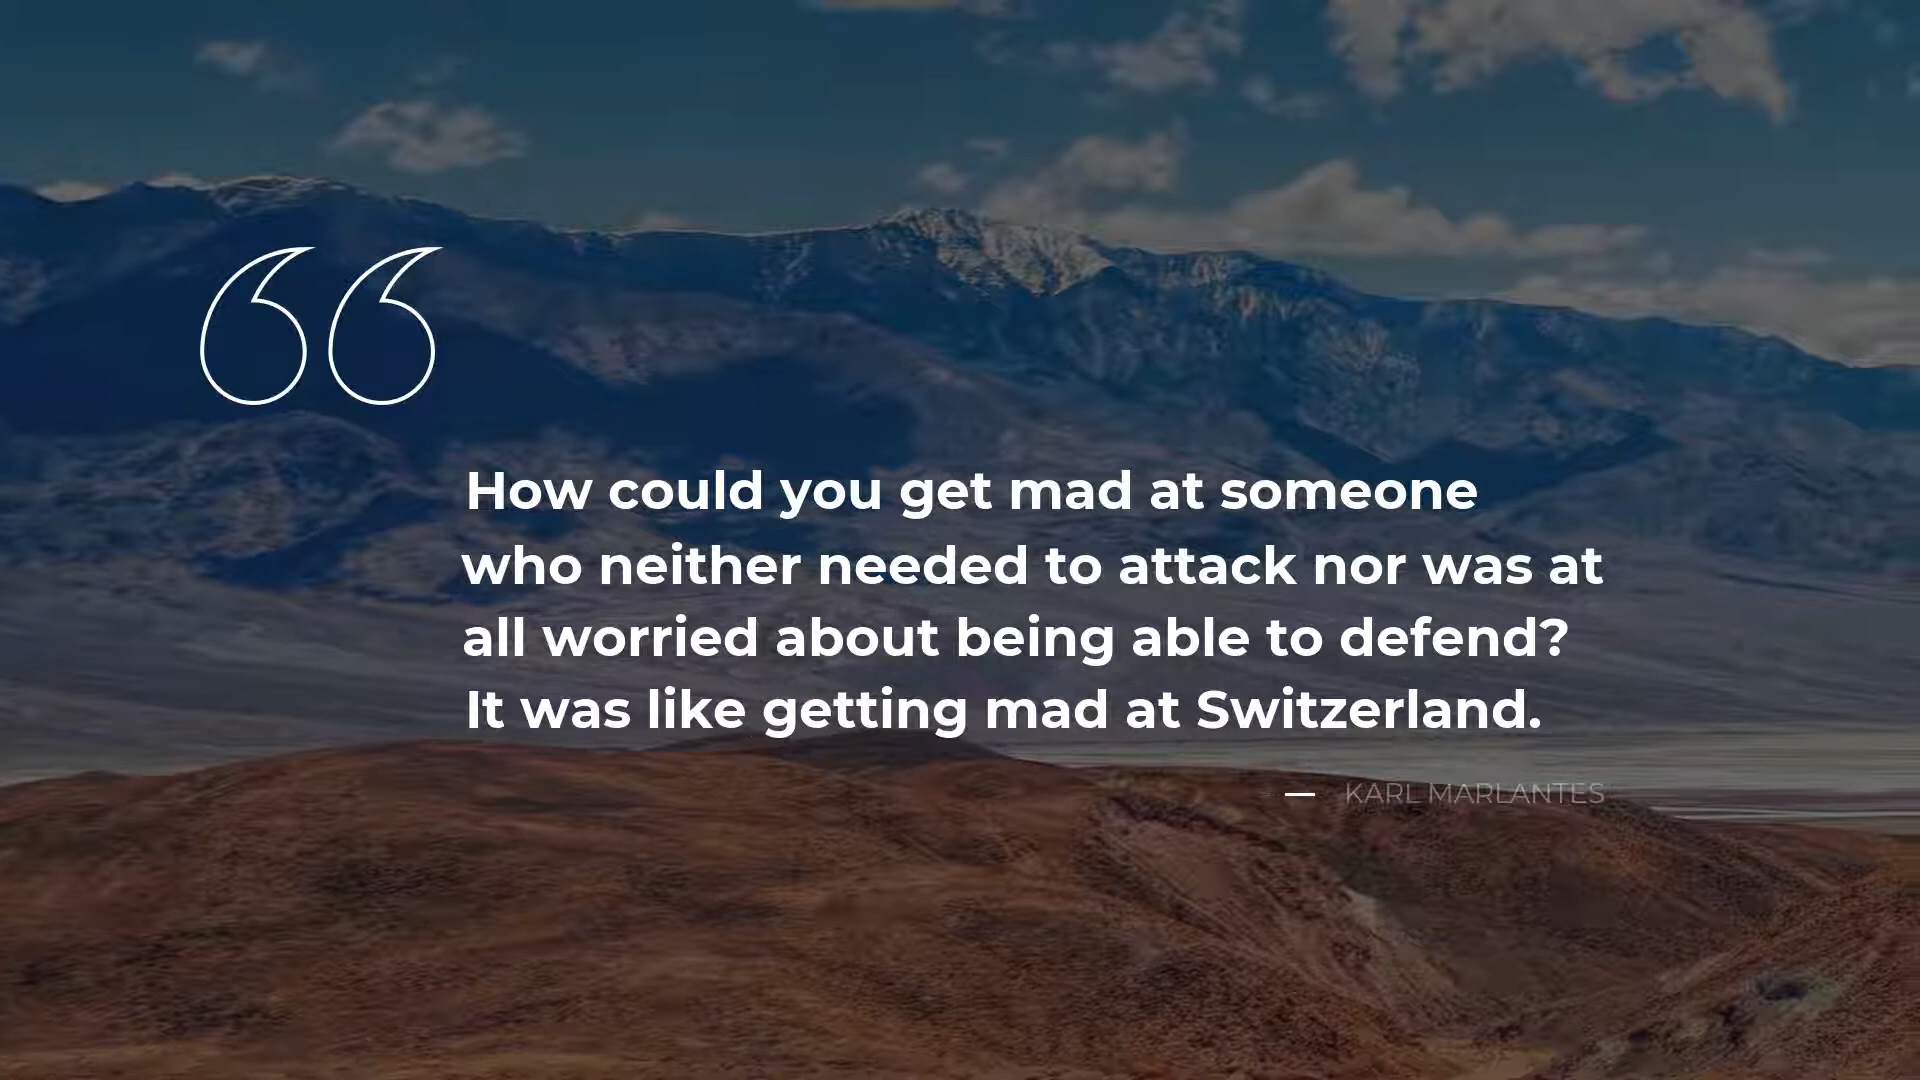 How could you get mad at someone
who neither needed to attack nor was at
all worried about being able to defend?
It was like getting mad at Switzerland.
— KARL MARLANTES